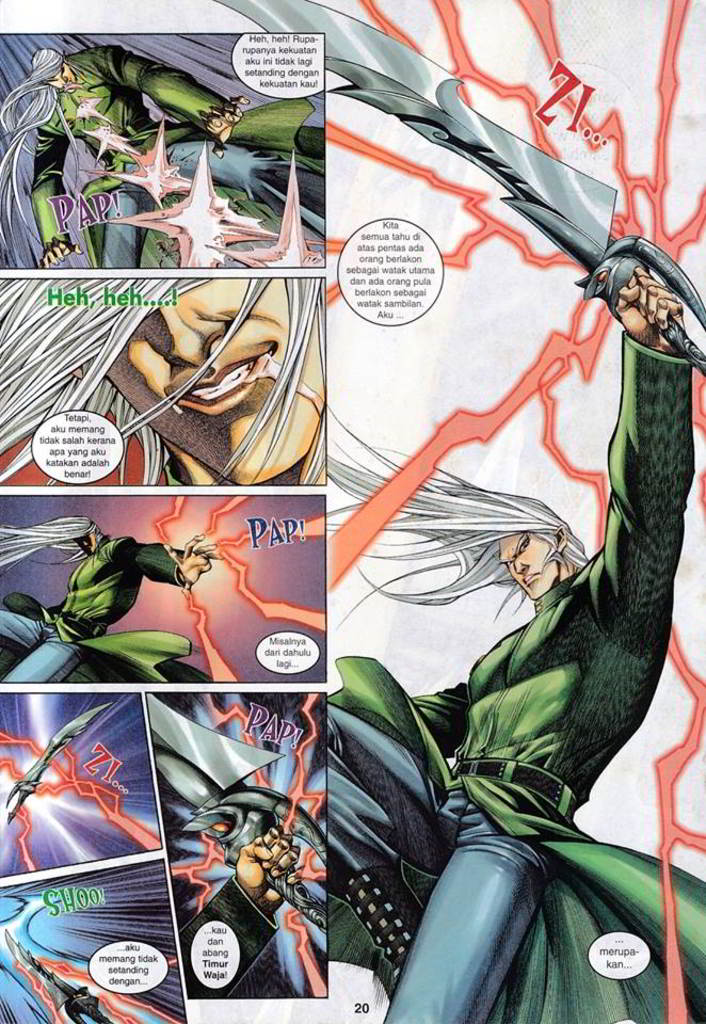 Heh, heh! Rupa-
rupanya kekuatan
aku ini tidak lagi
setanding dengan
kekuatan kau!
PAP!
Heh, heh....!
Tetapi,
aku memang
tidak salah kerana
apa yang aku
katakan adalah
benar!
PAP!
Misalnya
dari dahulu
lagi...
ZI...
SHOO!
...aku
memang tidak
setanding
dengan...
PAP!
...kau
dan
abang
Timur
Waja!
ZI...
Kita
semua tahu di
atas pentas ada
orang berlakon
sebagai watak utama
dan ada orang pula
berlakon sebagai
watak sambilan.
Aku ...
...
merupa-
kan...
20